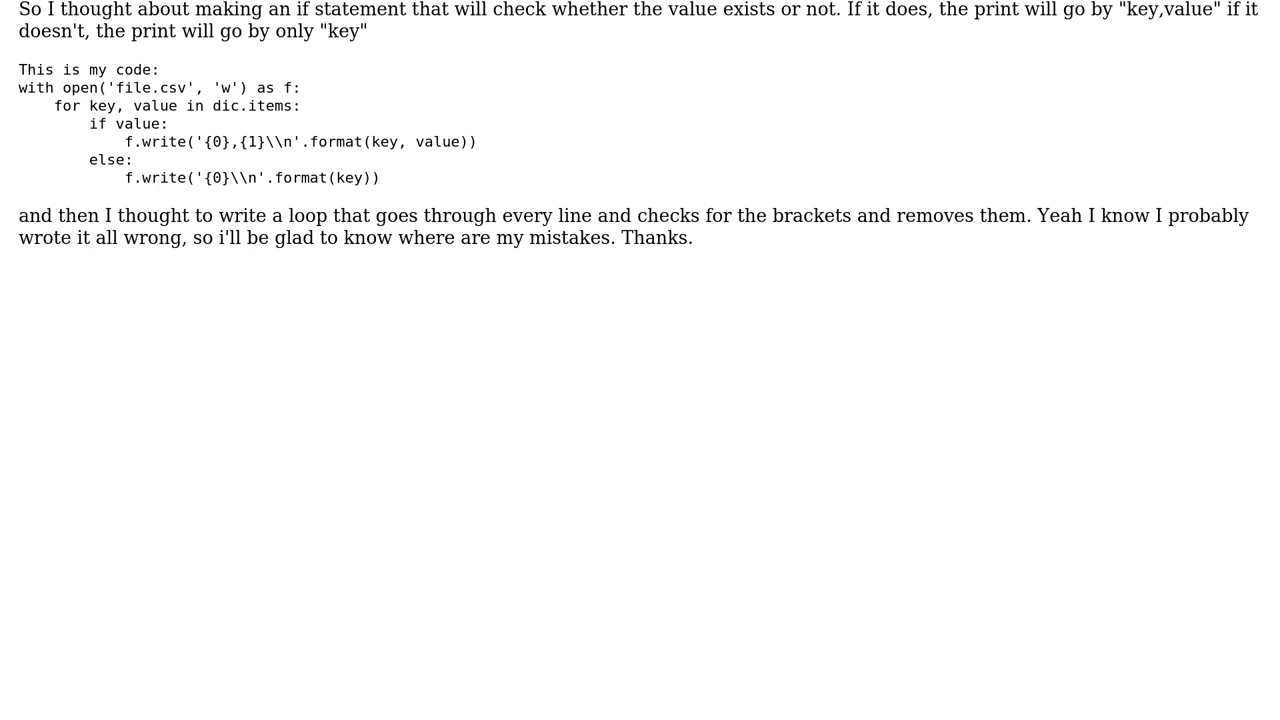 So I thought about making an if statement that will check whether the value exists or not. If it does, the print will go by "key,value" if it
doesn't, the print will go by only "key"
This is my code:
with open('file.csv', 'w') as f:
    for key, value in dic.items:
        if value:
            f.write('{0},{1}\\n'.format(key, value))
        else:
            f.write('{0}\\n'.format(key))
and then I thought to write a loop that goes through every line and checks for the brackets and removes them. Yeah I know I probably
wrote it all wrong, so i'll be glad to know where are my mistakes. Thanks.